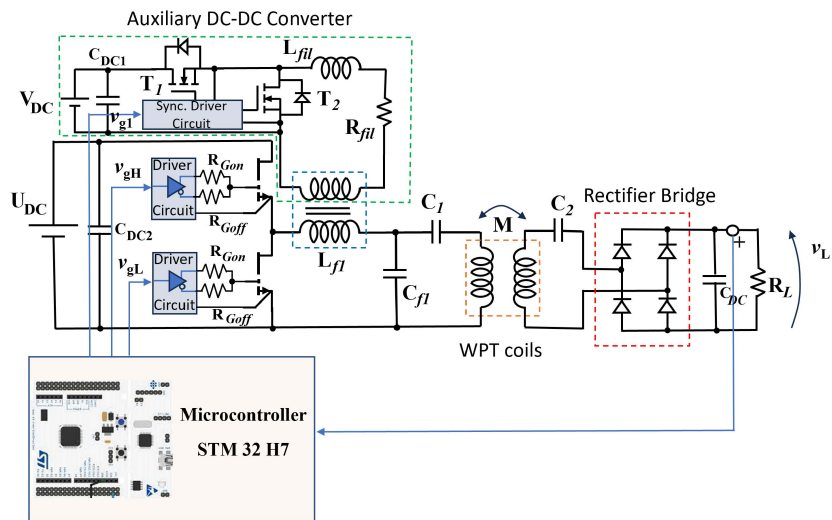 Auxiliary DC-DC Converter
C_DC1
L_fil
T_1
T_2
V_DC
v_g1
Sync. Driver
Circuit
R_fil
Driver
Circuit
R_Gon
R_Goff
v_gH
U_DC
C_DC2
C_1
M
C_2
Rectifier Bridge
L_f1
C_f1
v_L
+
C_DC
R_L
Driver
Circuit
R_Gon
R_Goff
v_gL
WPT coils
Microcontroller
STM 32 H7